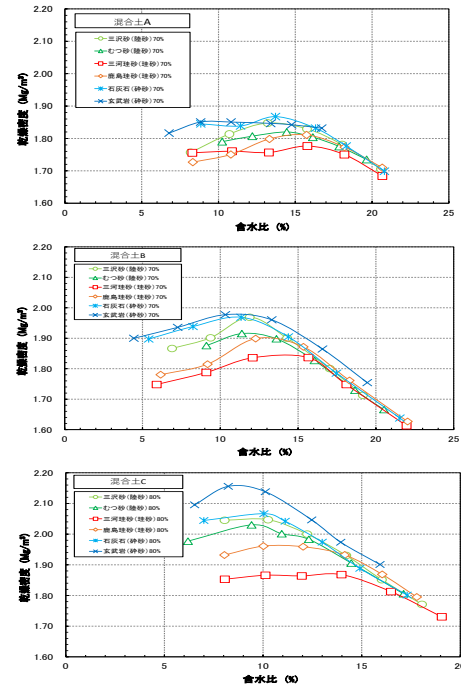 混合土A
三沢砂(陸砂)70%
むつ砂(陸砂)70%
三河珪砂(珪砂)70%
鹿島珪砂(珪砂)70%
石灰石(砕砂)70%
玄武岩(砕砂)70%
2.20
2.10
2.00
1.90
1.80
1.70
1.60
乾燥密度 (Mg/m³)
0 5 10 15 20 25
含水比 (%)
混合土B
三沢砂(陸砂)70%
むつ砂(陸砂)70%
三河珪砂(珪砂)70%
鹿島珪砂(珪砂)70%
石灰石(砕砂)70%
玄武岩(砕砂)70%
2.20
2.10
2.00
1.90
1.80
1.70
1.60
乾燥密度 (Mg/m³)
0 5 10 15 20
含水比 (%)
混合土C
三沢砂(陸砂)80%
むつ砂(陸砂)80%
三河珪砂(珪砂)80%
鹿島珪砂(珪砂)80%
石灰石(砕砂)80%
玄武岩(砕砂)80%
2.20
2.10
2.00
1.90
1.80
1.70
1.60
乾燥密度 (Mg/m³)
0 5 10 15 20
含水比 (%)